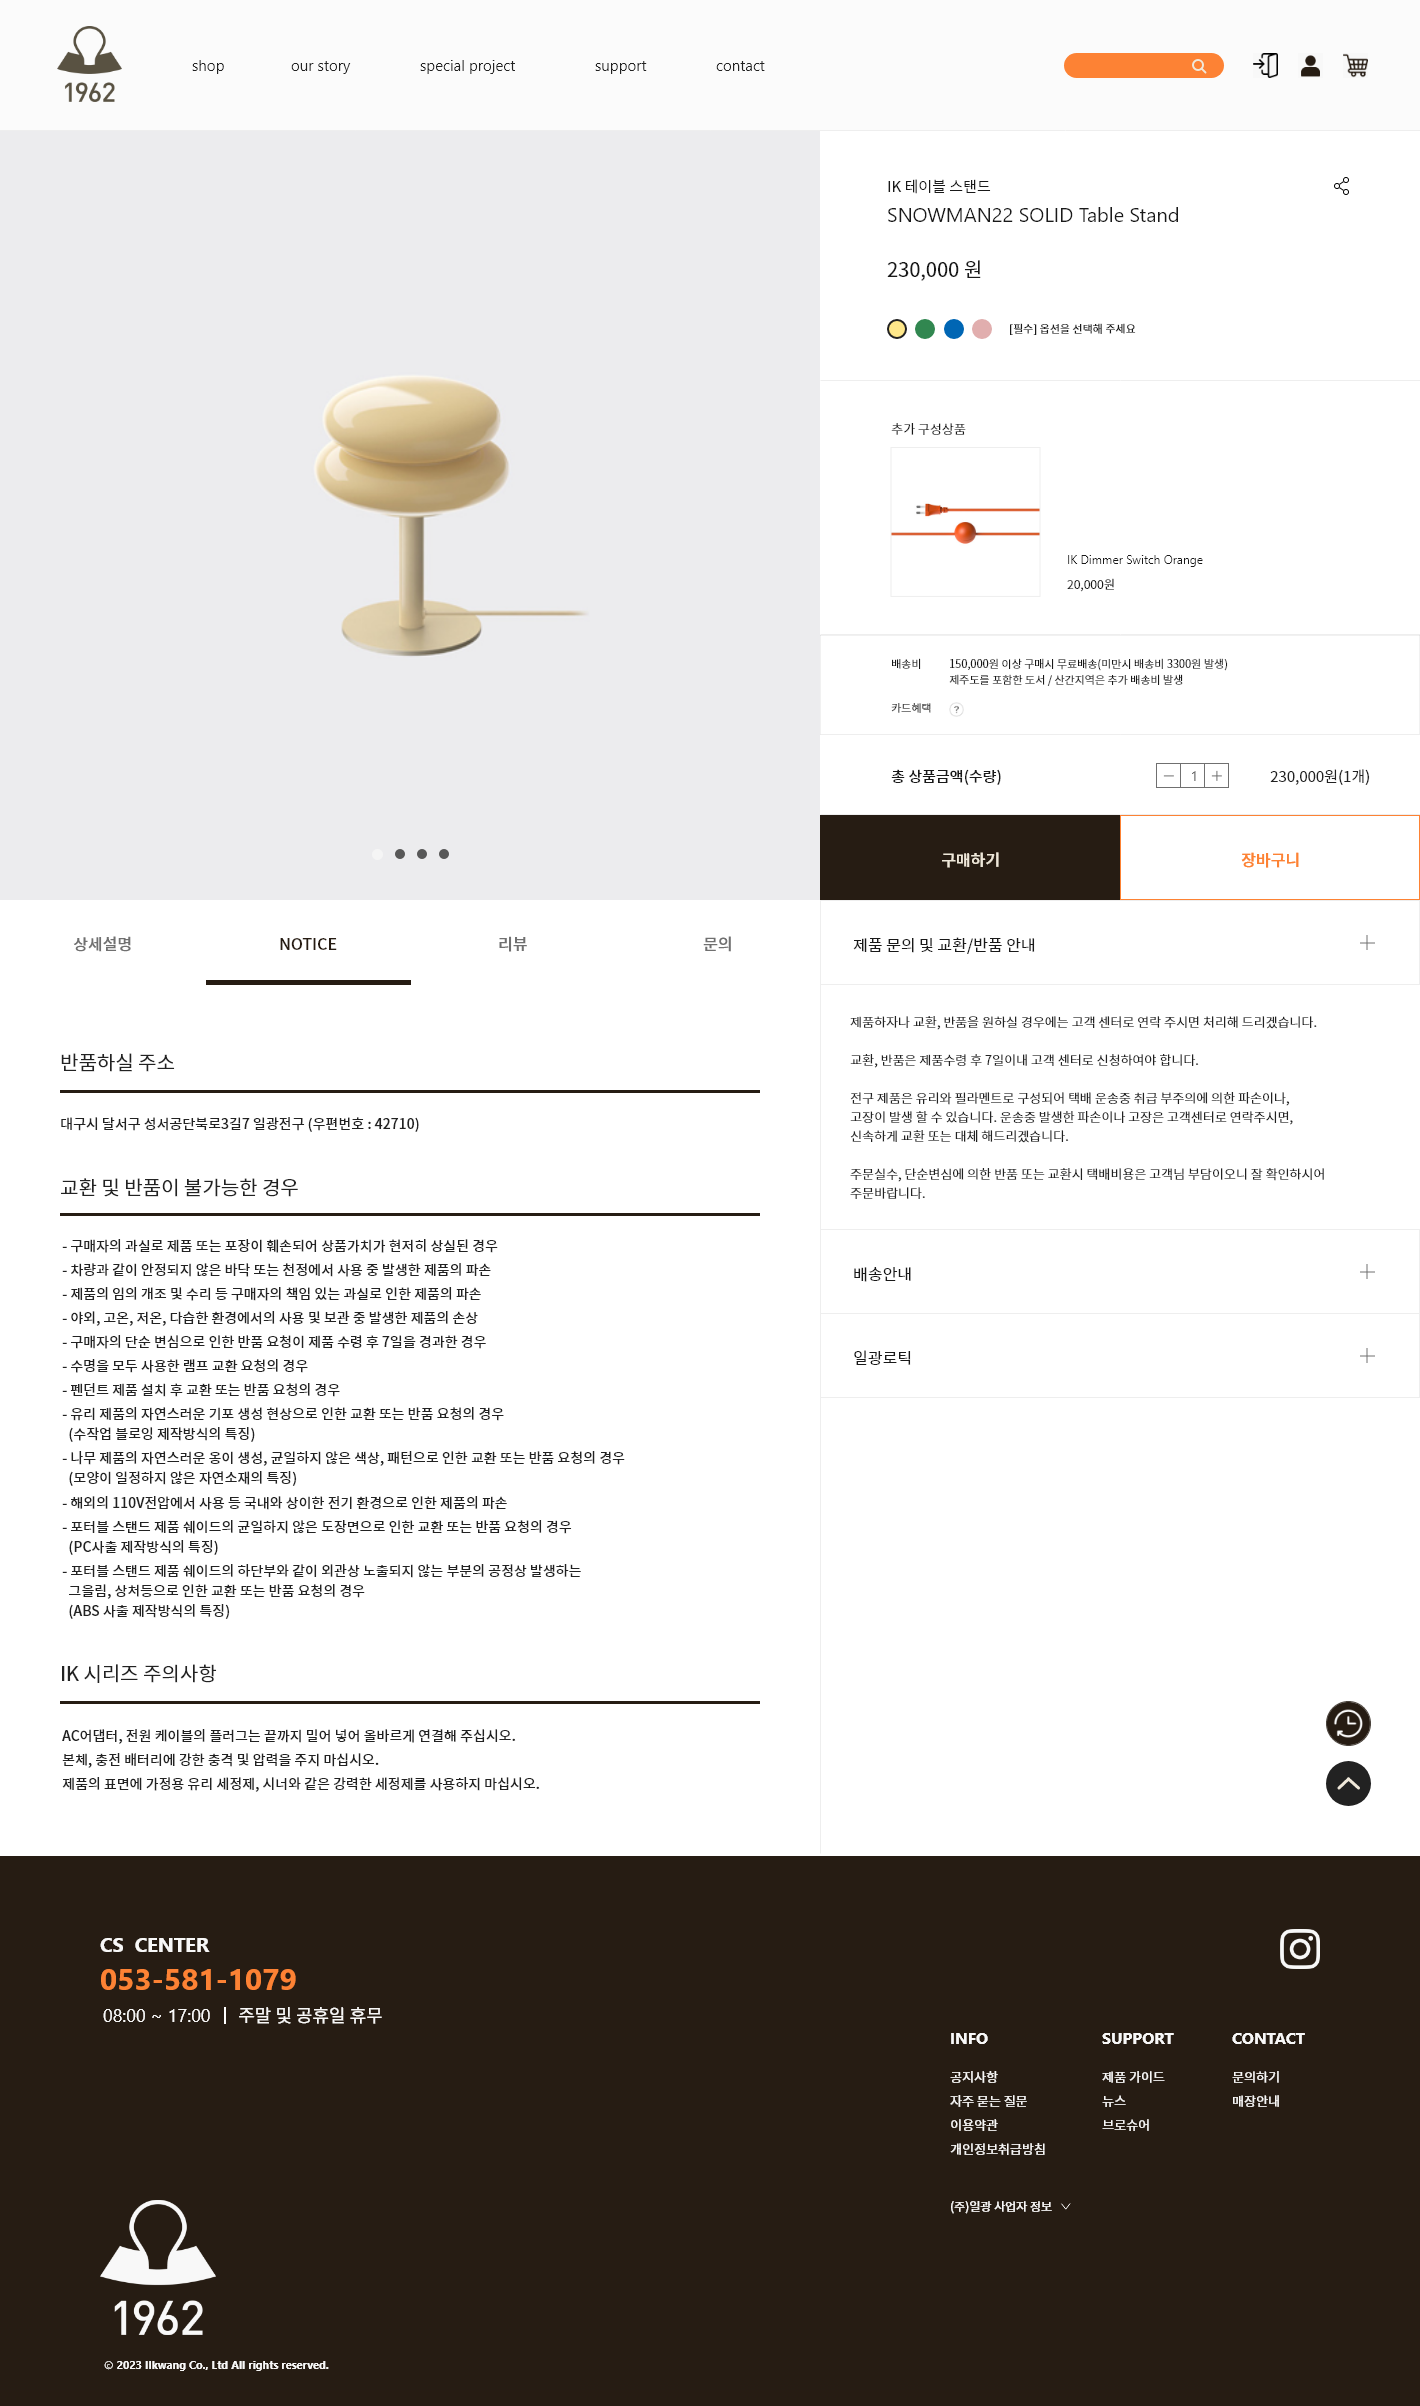 1962
shop
our story
special project
support
contact
IK 테이블 스탠드
SNOWMAN22 SOLID Table Stand
230,000 원
[필수] 옵션을 선택해 주세요
추가 구성상품
IK Dimmer Switch Orange
20,000원
배송비 150,000원 이상 구매시 무료배송(미만시 배송비 3300원 발생)
제주도를 포함한 도서 / 산간지역은 추가 배송비 발생
카드혜택 ?
총 상품금액(수량) 1 230,000원(1개)
구매하기
장바구니
상세설명
NOTICE
리뷰
문의
반품하실 주소
대구시 달서구 성서공단북로3길7 일광전구 (우편번호 : 42710)
교환 및 반품이 불가능한 경우
- 구매자의 과실로 제품 또는 포장이 훼손되어 상품가치가 현저히 상실된 경우
- 차량과 같이 안정되지 않은 바닥 또는 천정에서 사용 중 발생한 제품의 파손
- 제품의 임의 개조 및 수리 등 구매자의 책임 있는 과실로 인한 제품의 파손
- 야외, 고온, 저온, 다습한 환경에서의 사용 및 보관 중 발생한 제품의 손상
- 구매자의 단순 변심으로 인한 반품 요청이 제품 수령 후 7일을 경과한 경우
- 수명을 모두 사용한 램프 교환 요청의 경우
- 펜던트 제품 설치 후 교환 또는 반품 요청의 경우
- 유리 제품의 자연스러운 기포 생성 현상으로 인한 교환 또는 반품 요청의 경우
(수작업 블로잉 제작방식의 특징)
- 나무 제품의 자연스러운 옹이 생성, 균일하지 않은 색상, 패턴으로 인한 교환 또는 반품 요청의 경우
(모양이 일정하지 않은 자연소재의 특징)
- 해외의 110V전압에서 사용 등 국내와 상이한 전기 환경으로 인한 제품의 파손
- 포터블 스탠드 제품 쉐이드의 균일하지 않은 도장면으로 인한 교환 또는 반품 요청의 경우
(PC사출 제작방식의 특징)
- 포터블 스탠드 제품 쉐이드의 하단부와 같이 외관상 노출되지 않는 부분의 공정상 발생하는
그을림, 상처등으로 인한 교환 또는 반품 요청의 경우
(ABS 사출 제작방식의 특징)
IK 시리즈 주의사항
AC어댑터, 전원 케이블의 플러그는 끝까지 밀어 넣어 올바르게 연결해 주십시오.
본체, 충전 배터리에 강한 충격 및 압력을 주지 마십시오.
제품의 표면에 가정용 유리 세정제, 시너와 같은 강력한 세정제를 사용하지 마십시오.
제품 문의 및 교환/반품 안내
제품하자나 교환, 반품을 원하실 경우에는 고객 센터로 연락 주시면 처리해 드리겠습니다.
교환, 반품은 제품수령 후 7일이내 고객 센터로 신청하여야 합니다.
전구 제품은 유리와 필라멘트로 구성되어 택배 운송중 취급 부주의에 의한 파손이나,
고장이 발생 할 수 있습니다. 운송중 발생한 파손이나 고장은 고객센터로 연락주시면,
신속하게 교환 또는 대체 해드리겠습니다.
주문실수, 단순변심에 의한 반품 또는 교환시 택배비용은 고객님 부담이오니 잘 확인하시어
주문바랍니다.
배송안내
일광로틱
CS CENTER
053-581-1079
08:00 ~ 17:00 | 주말 및 공휴일 휴무
INFO
공지사항
자주 묻는 질문
이용약관
개인정보취급방침
SUPPORT
제품 가이드
뉴스
브로슈어
CONTACT
문의하기
매장안내
(주)일광 사업자 정보
1962
© 2023 Ilkwang Co., Ltd All rights reserved.